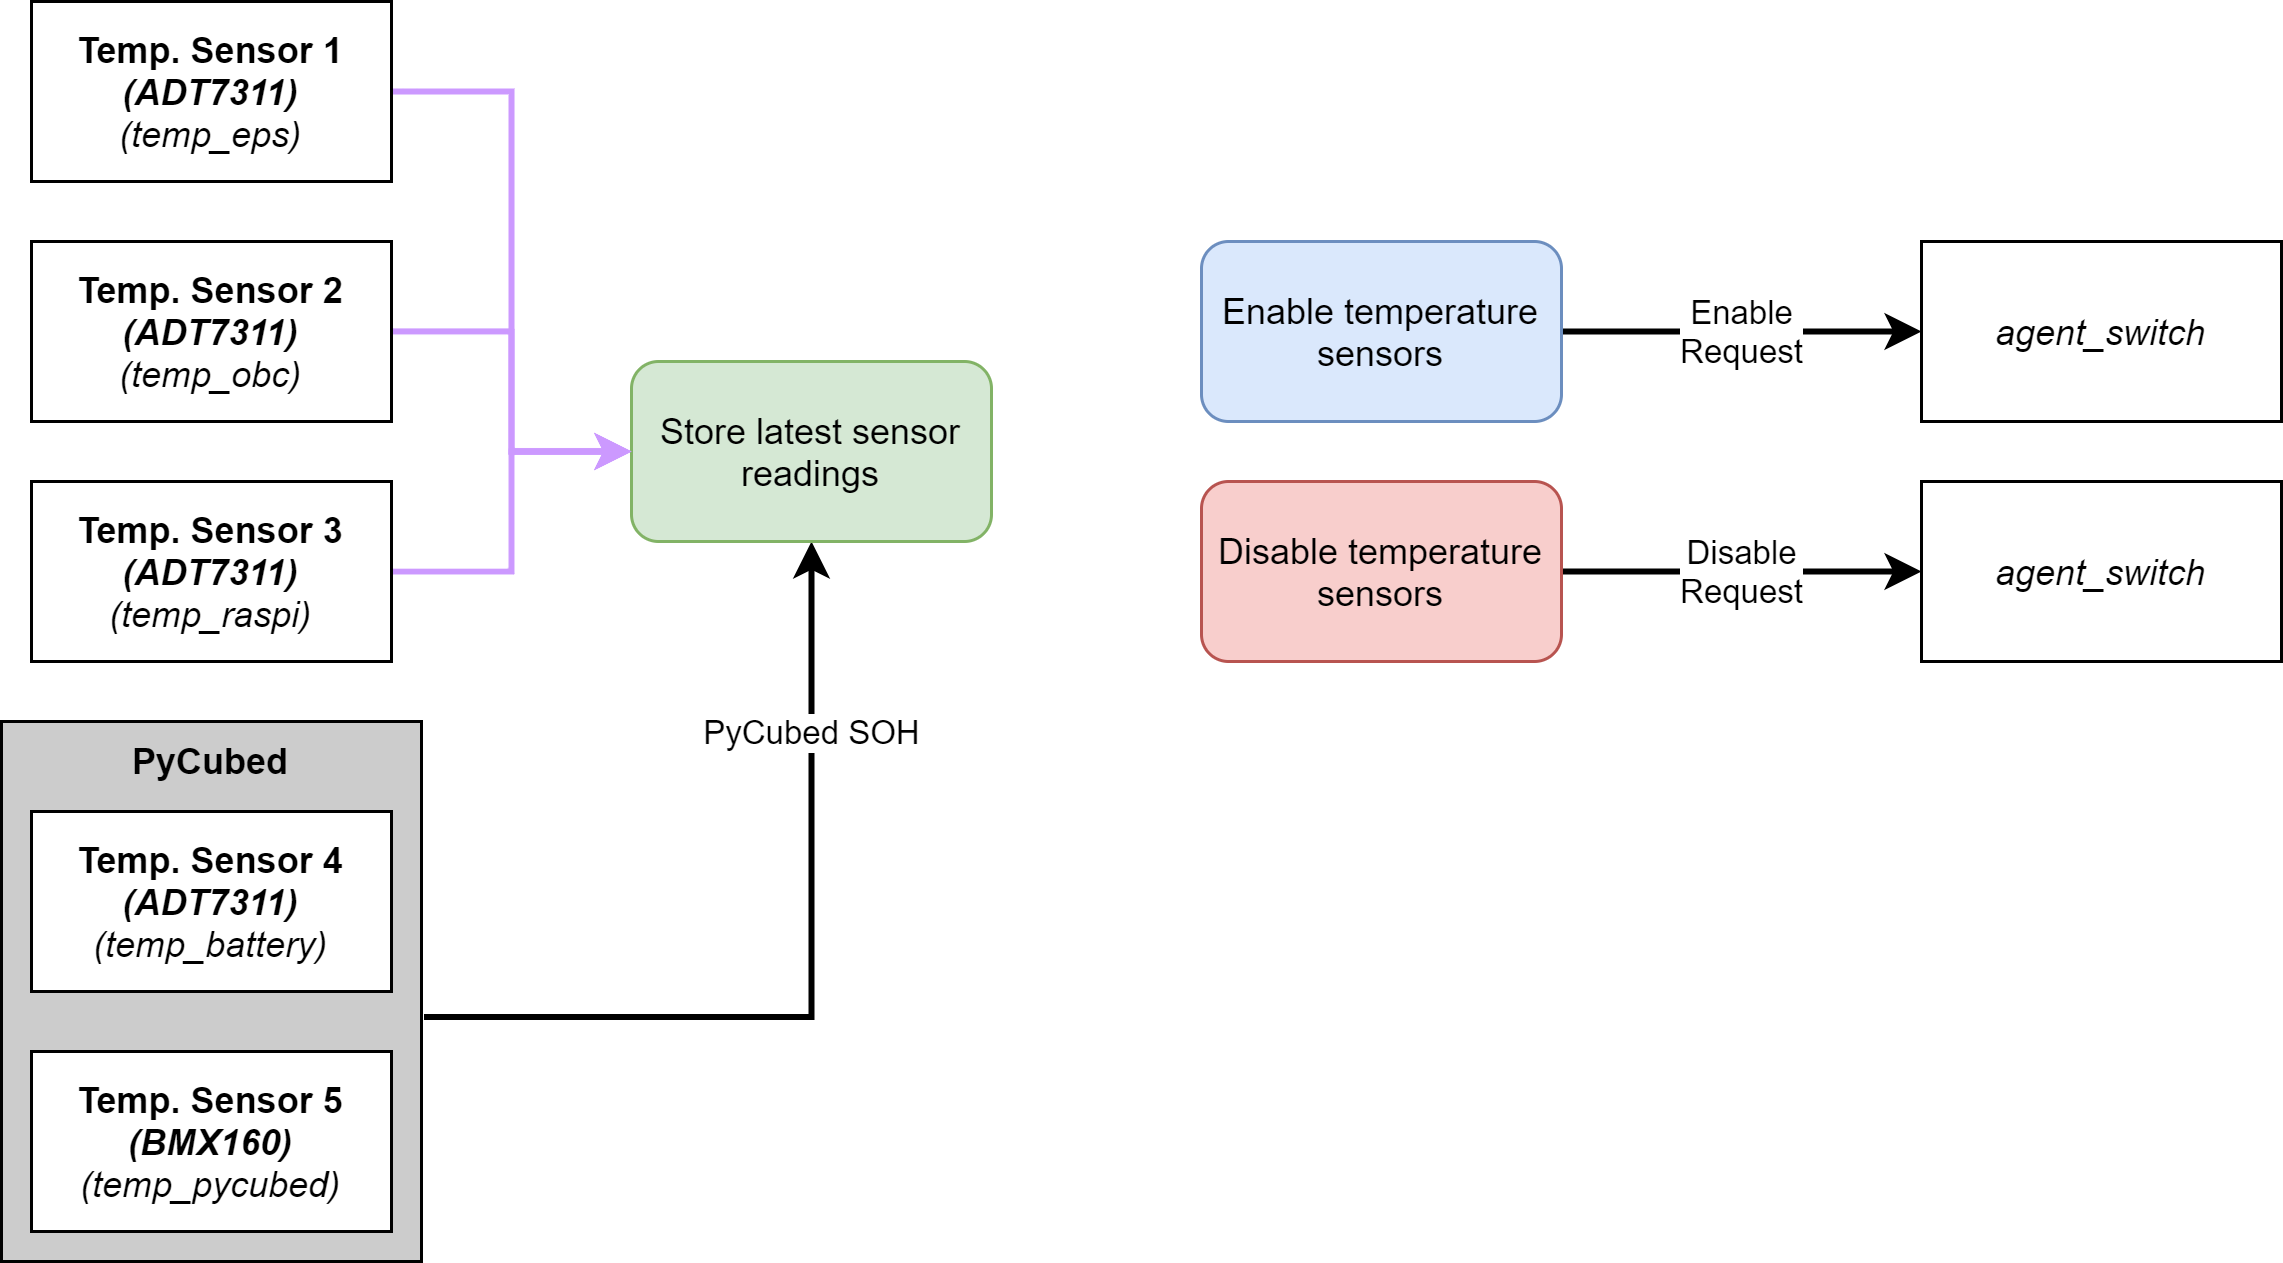 Temp. Sensor 1
(ADT7311)
(temp_eps)
Temp. Sensor 2
(ADT7311)
(temp_obc)
Temp. Sensor 3
(ADT7311)
(temp_raspi)
PyCubed
Temp. Sensor 4
(ADT7311)
(temp_battery)
Temp. Sensor 5
(BMX160)
(temp_pycubed)
Store latest sensor
readings
PyCubed SOH
Enable temperature
sensors
Enable
Request
agent_switch
Disable temperature
sensors
Disable
Request
agent_switch